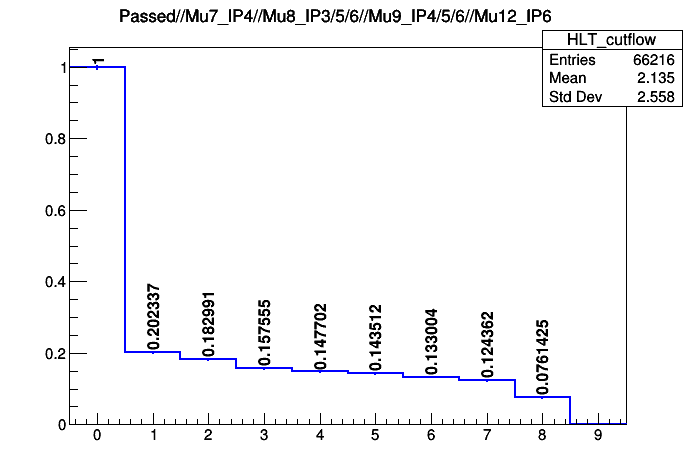 Passed//Mu7_IP4//Mu8_IP3/5/6//Mu9_IP4/5/6//Mu12_IP6
HLT_cutflow
Entries 66216
Mean 2.135
Std Dev 2.558
1
0.8
0.6
0.4
0.2
0
1
0.202337
0.182991
0.157555
0.147702
0.143512
0.133004
0.124362
0.0761425
0 1 2 3 4 5 6 7 8 9